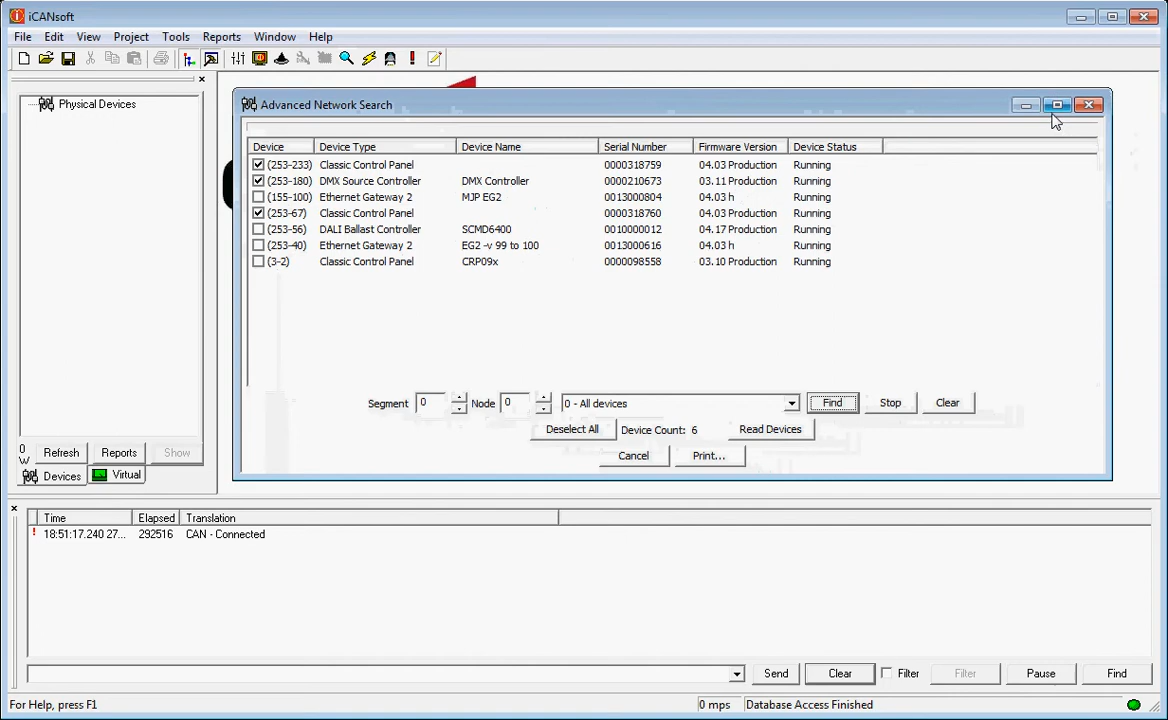 iCANsoft
File Edit View Project Tools Reports Window Help
Physical Devices
Advanced Network Search
Device Device Type Device Name Serial Number Firmware Version Device Status
(253-233) Classic Control Panel 0000318759 04.03 Production Running
(253-180) DMX Source Controller DMX Controller 0000210673 03.11 Production Running
(155-100) Ethernet Gateway 2 MJP EG2 0013000804 04.03 h Running
(253-67) Classic Control Panel 0000318760 04.03 Production Running
(253-56) DALI Ballast Controller SCMD6400 0010000012 04.17 Production Running
(253-40) Ethernet Gateway 2 EG2 -v 99 to 100 0013000616 04.03 h Running
(3-2) Classic Control Panel CRP09x 0000098558 03.10 Production Running
Segment 0 Node 0 0 - All devices Find Stop Clear
Deselect All Device Count: 6 Read Devices
Cancel Print...
0 W Refresh Reports Show
Devices Virtual
Time Elapsed Translation
! 18:51:17.240 27... 292516 CAN - Connected
Send Clear Filter Filter Pause Find
For Help, press F1 0 mps Database Access Finished